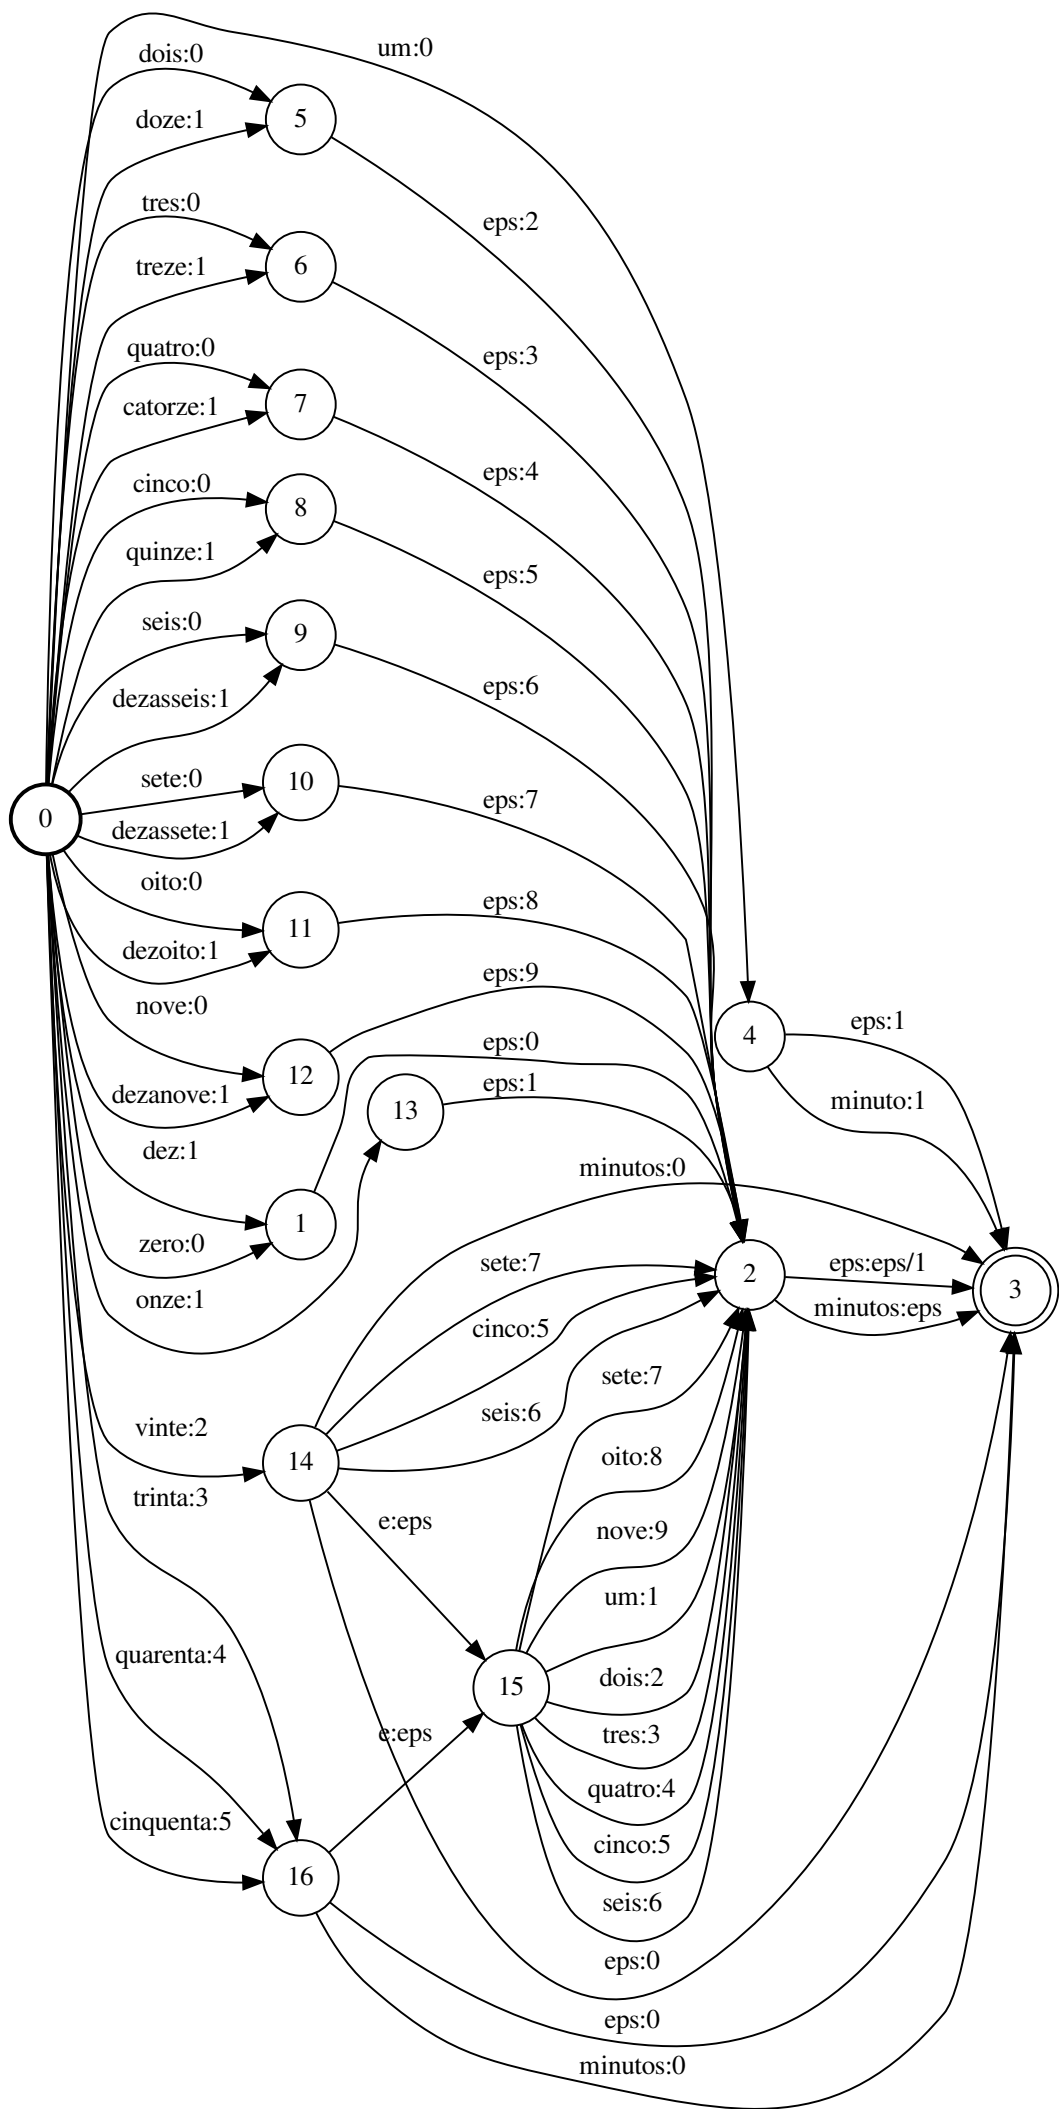 um:0
dois:0
5
doze:1
tres:0
eps:2
6
treze:1
quatro:0
eps:3
7
catorze:1
cinco:0
eps:4
8
quinze:1
eps:5
seis:0
9
dezasseis:1
eps:6
sete:0
10
eps:7
0
dezassete:1
oito:0
eps:8
11
dezoito:1
eps:9
nove:0
eps:1
4
eps:0
12
eps:1
dezanove:1
13
minuto:1
dez:1
minutos:0
1
zero:0
sete:7
eps:eps/1
2
3
onze:1
minutos:eps
cinco:5
sete:7
seis:6
vinte:2
14
oito:8
trinta:3
e:eps
nove:9
um:1
quarenta:4
15
dois:2
e:eps
tres:3
quatro:4
cinquenta:5
cinco:5
16
seis:6
eps:0
eps:0
minutos:0